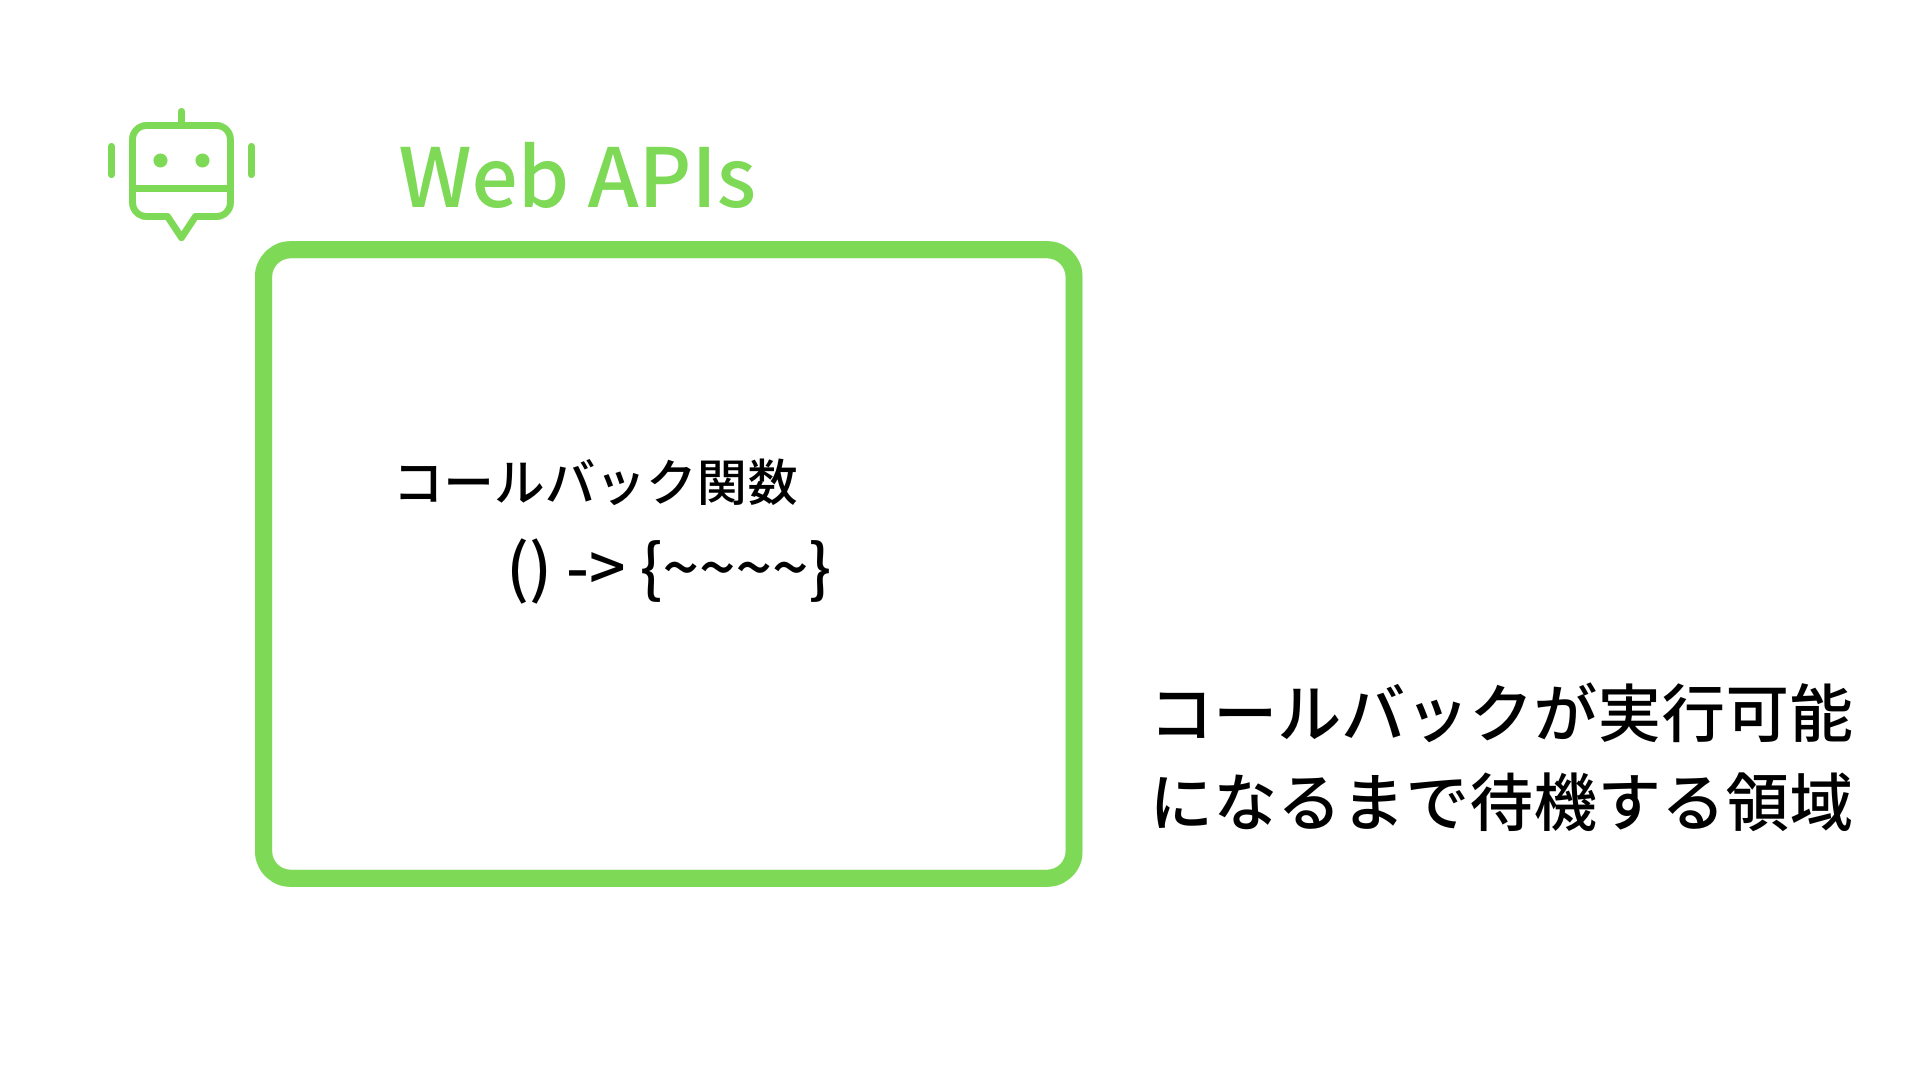 Web APIs
コールバック関数
() -> {~~~~}
コールバックが実行可能
になるまで待機する領域